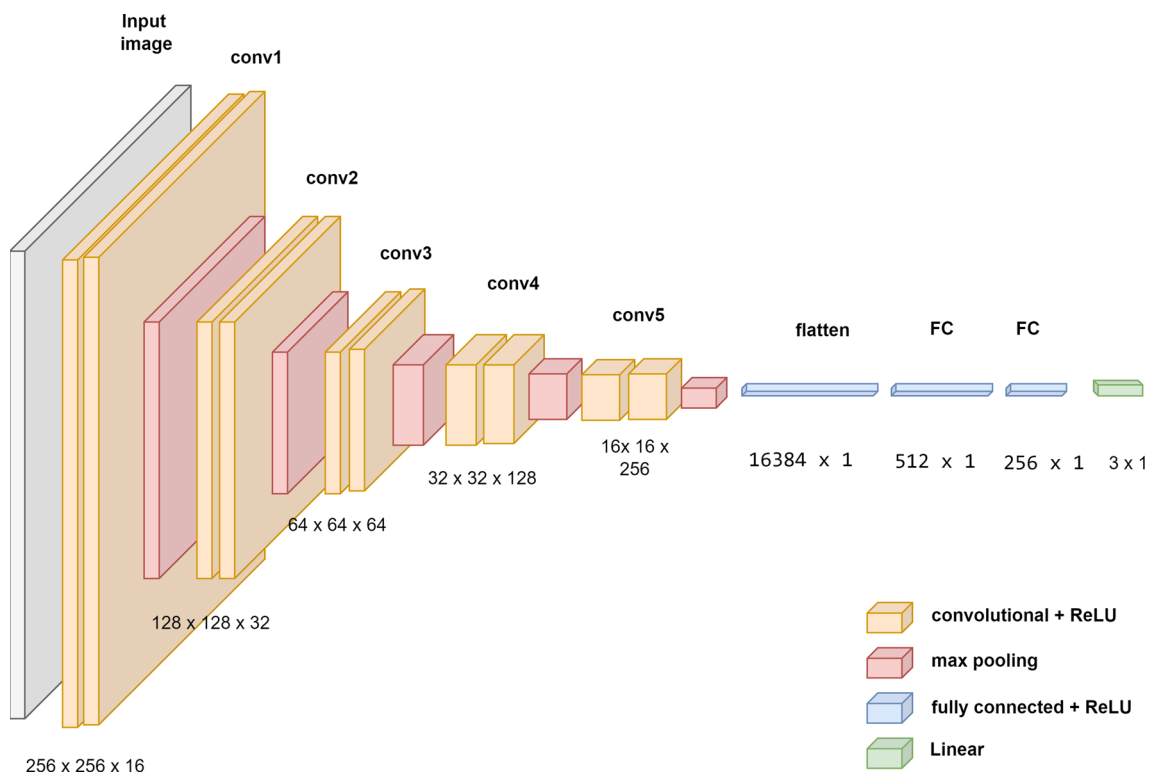 Input
image
conv1
conv2
conv3
conv4
conv5
flatten
FC
FC
16x 16 x
256
16384 x 1
512 x 1
256 x 1
3 x 1
32 x 32 x 128
64 x 64 x 64
128 x 128 x 32
256 x 256 x 16
convolutional + ReLU
max pooling
fully connected + ReLU
Linear